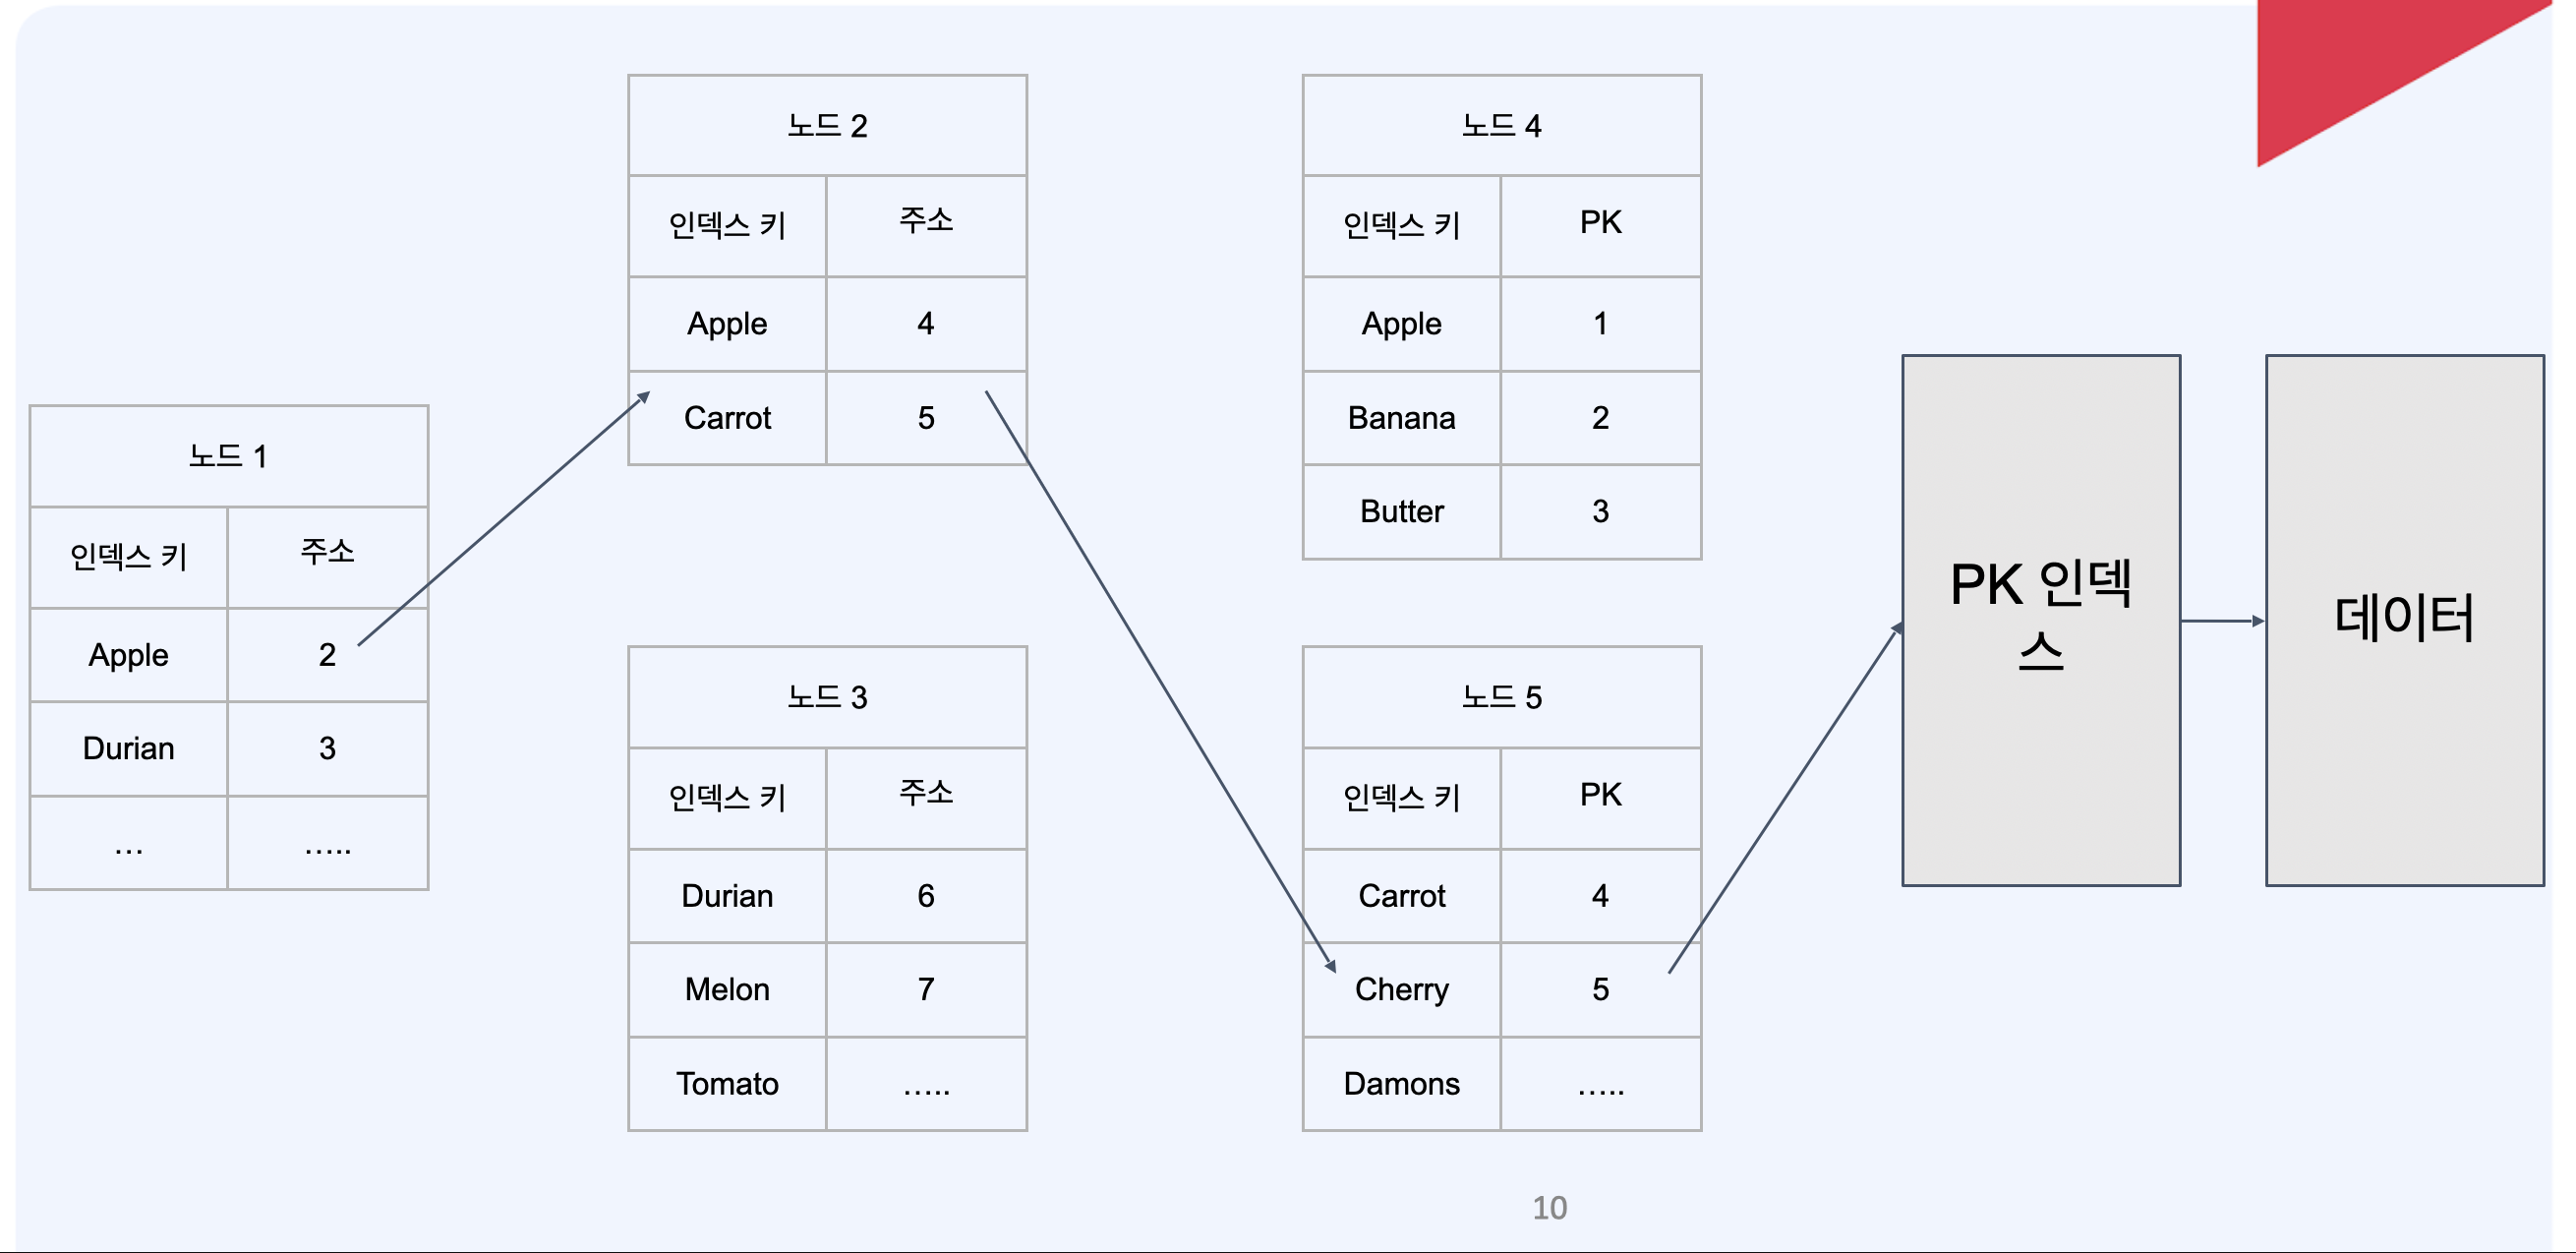 노드 1
인덱스 키 주소
Apple 2
Durian 3
… …..
노드 2
인덱스 키 주소
Apple 4
Carrot 5
노드 3
인덱스 키 주소
Durian 6
Melon 7
Tomato …..
노드 4
인덱스 키 PK
Apple 1
Banana 2
Butter 3
노드 5
인덱스 키 PK
Carrot 4
Cherry 5
Damons …..
PK 인덱
스
데이터
10